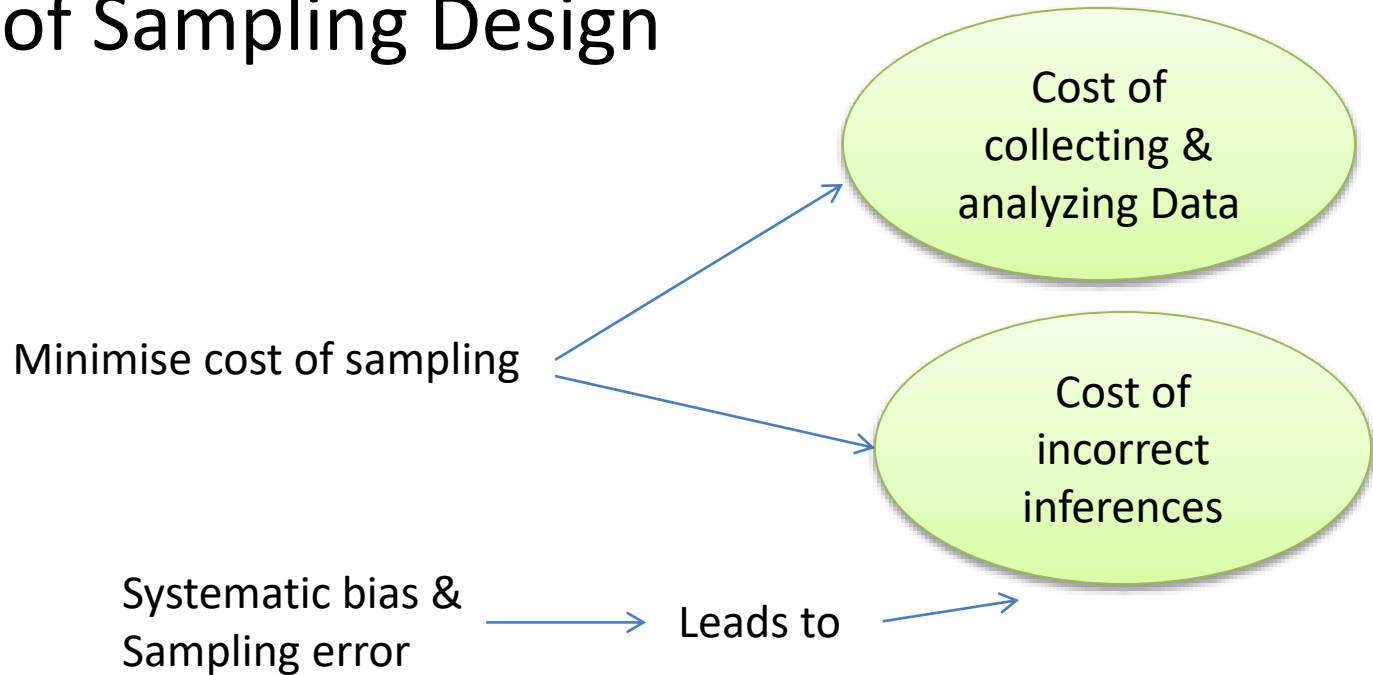 of Sampling Design
Cost of
collecting &
analyzing Data
Minimise cost of sampling
Cost of
incorrect
inferences
Systematic bias &
Sampling error
Leads to